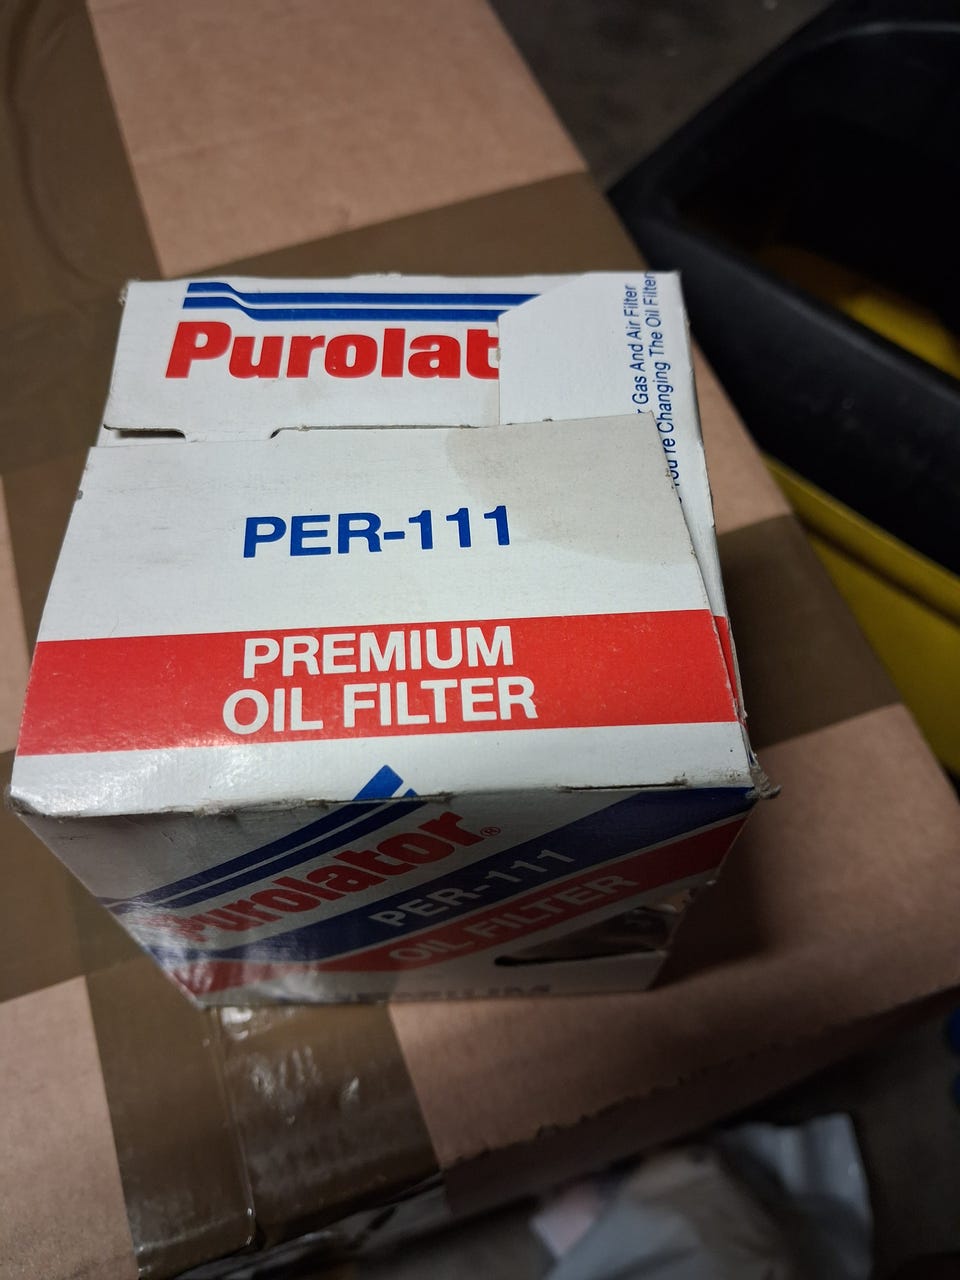 Purolat
Gas And Air Filter
You're Changing The Oil Filter
PER-111
PREMIUM
OIL FILTER
Purolator®
PER-111
OIL FILTER